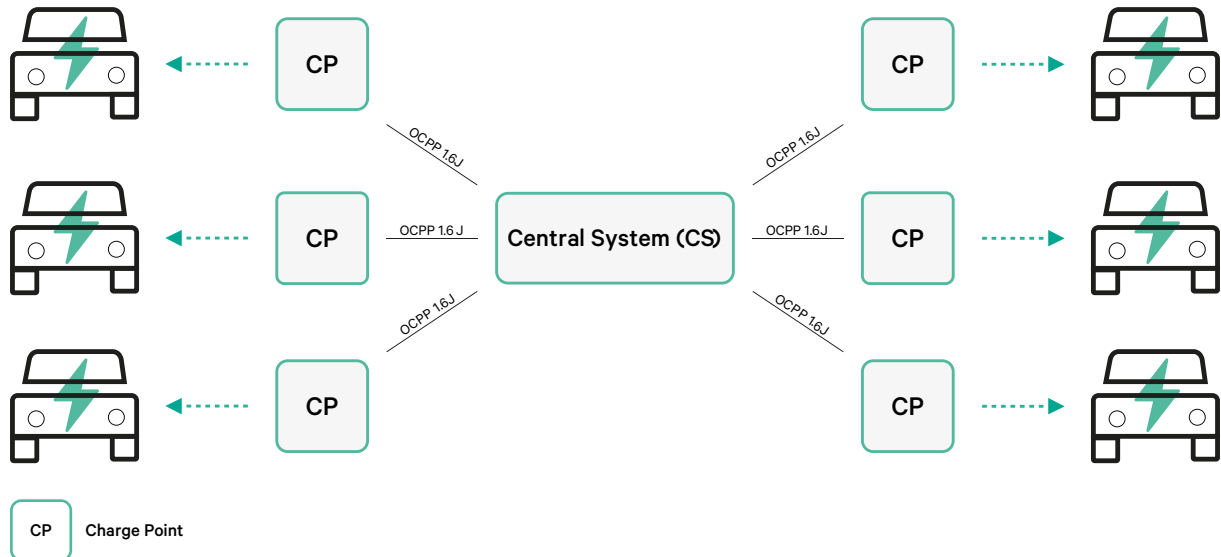 CP
CP
OCPP 1.6J
OCPP 1.6J
CP
OCPP 1.6 J
Central System (CS)
OCPP 1.6J
CP
OCPP 1.6J
OCPP 1.6J
CP
CP
CP
Charge Point